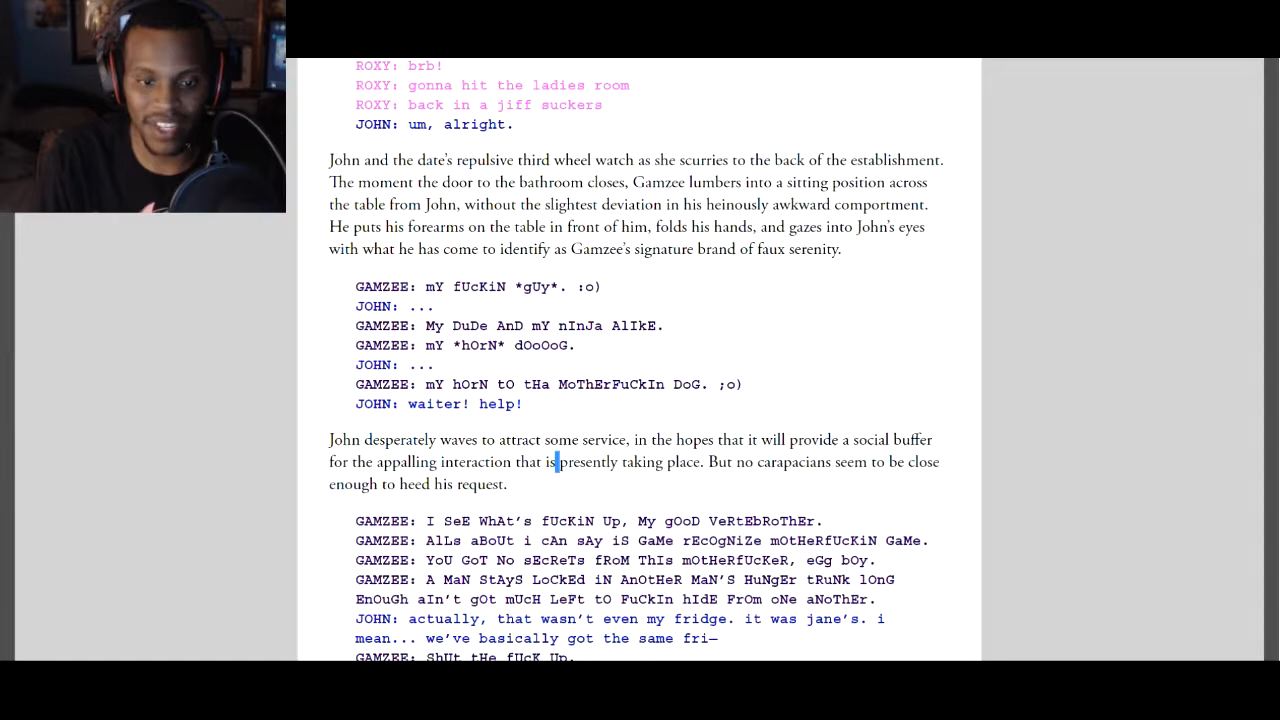 ROXY: brb!
ROXY: gonna hit the ladies room
ROXY: back in a jiff suckers
JOHN: um, alright.
John and the date’s repulsive third wheel watch as she scurries to the back of the establishment.
The moment the door to the bathroom closes, Gamzee lumbers into a sitting position across
the table from John, without the slightest deviation in his heinously awkward comportment.
He puts his forearms on the table in front of him, folds his hands, and gazes into John’s eyes
with what he has come to identify as Gamzee’s signature brand of faux serenity.
GAMZEE: mY fUcKiN *gUy*. :o)
JOHN: ...
GAMZEE: My DuDe AnD mY nInJa AlIkE.
GAMZEE: mY *hOrN* dOoOoG.
JOHN: ...
GAMZEE: mY hOrN tO tHa MoThErFuCkIn DoG. ;o)
JOHN: waiter! help!
John desperately waves to attract some service, in the hopes that it will provide a social buffer
for the appalling interaction that is presently taking place. But no carapacians seem to be close
enough to heed his request.
GAMZEE: I SeE WhAt’s fUcKiN Up, My gOoD VeRtEbRoThEr.
GAMZEE: AlLs aBoUt i cAn sAy iS GaMe rEcOgNiZe mOtHeRfUcKiN GaMe.
GAMZEE: YoU GoT No sEcReTs fRoM ThIs mOtHeRfUcKeR, eGg bOy.
GAMZEE: A MaN StAyS LoCkEd iN AnOtHeR MaN’S HuNgEr tRuNk lOnG
EnOuGh aIn’t gOt mUcH LeFt tO FuCkIn hIdE FrOm oNe aNoThEr.
JOHN: actually, that wasn’t even my fridge. it was jane’s. i
mean... we’ve basically got the same fri—
GAMZEE: ShUt tHe fUcK Up.